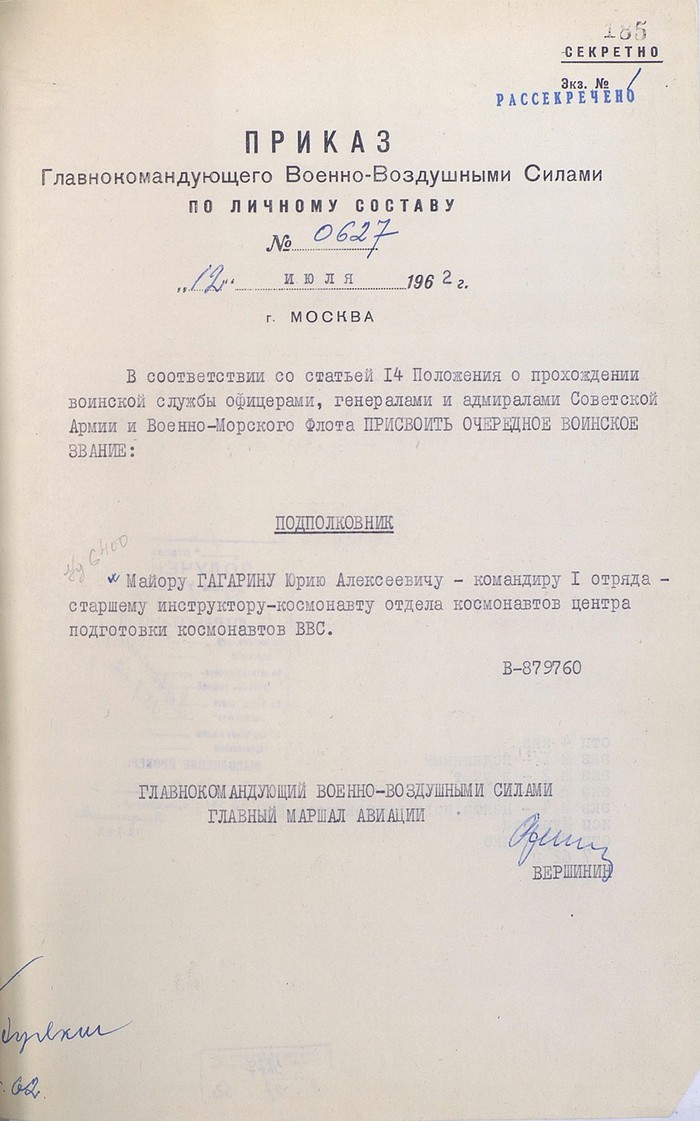 185
СЕКРЕТНО
Экз. №
РАССЕКРЕЧЕНО
ПРИКАЗ
Главнокомандующего Военно-Воздушными Силами
ПО ЛИЧНОМУ СОСТАВУ
№ 0627
„12“ июля 1962 г.
г. МОСКВА
В соответствии со статьей 14 Положения о прохождении
воинской службы офицерами, генералами и адмиралами Советской
Армии и Военно-Морского Флота ПРИСВОИТЬ ОЧЕРЕДНОЕ ВОИНСКОЕ
ЗВАНИЕ:
ПОДПОЛКОВНИК
Майору ГАГАРИНУ Юрию Алексеевичу - командиру I отряда -
старшему инструктору-космонавту отдела космонавтов центра
подготовки космонавтов ВВС.
В-879760
ГЛАВНОКОМАНДУЮЩИЙ ВОЕННО-ВОЗДУШНЫМИ СИЛАМИ
ГЛАВНЫЙ МАРШАЛ АВИАЦИИ
ВЕРШИНИН
62.